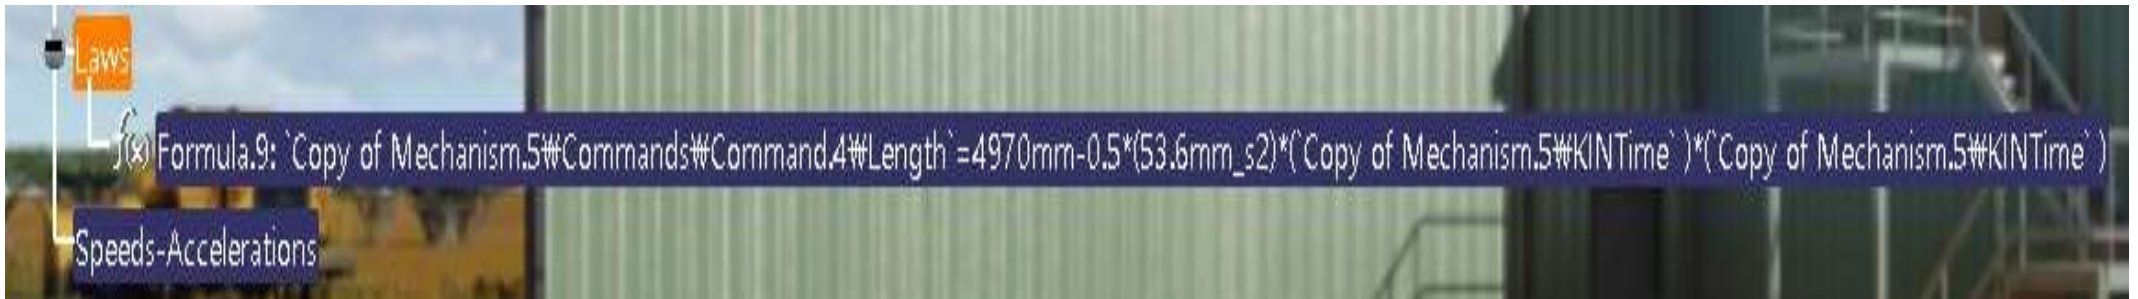 Laws
f(x) Formula.9: `Copy of Mechanism.5₩Commands₩Command.4₩Length`=4970mm-0.5*(53.6mm_s2)*(`Copy of Mechanism.5₩KINTime` )*(`Copy of Mechanism.5₩KINTime` )
Speeds-Accelerations